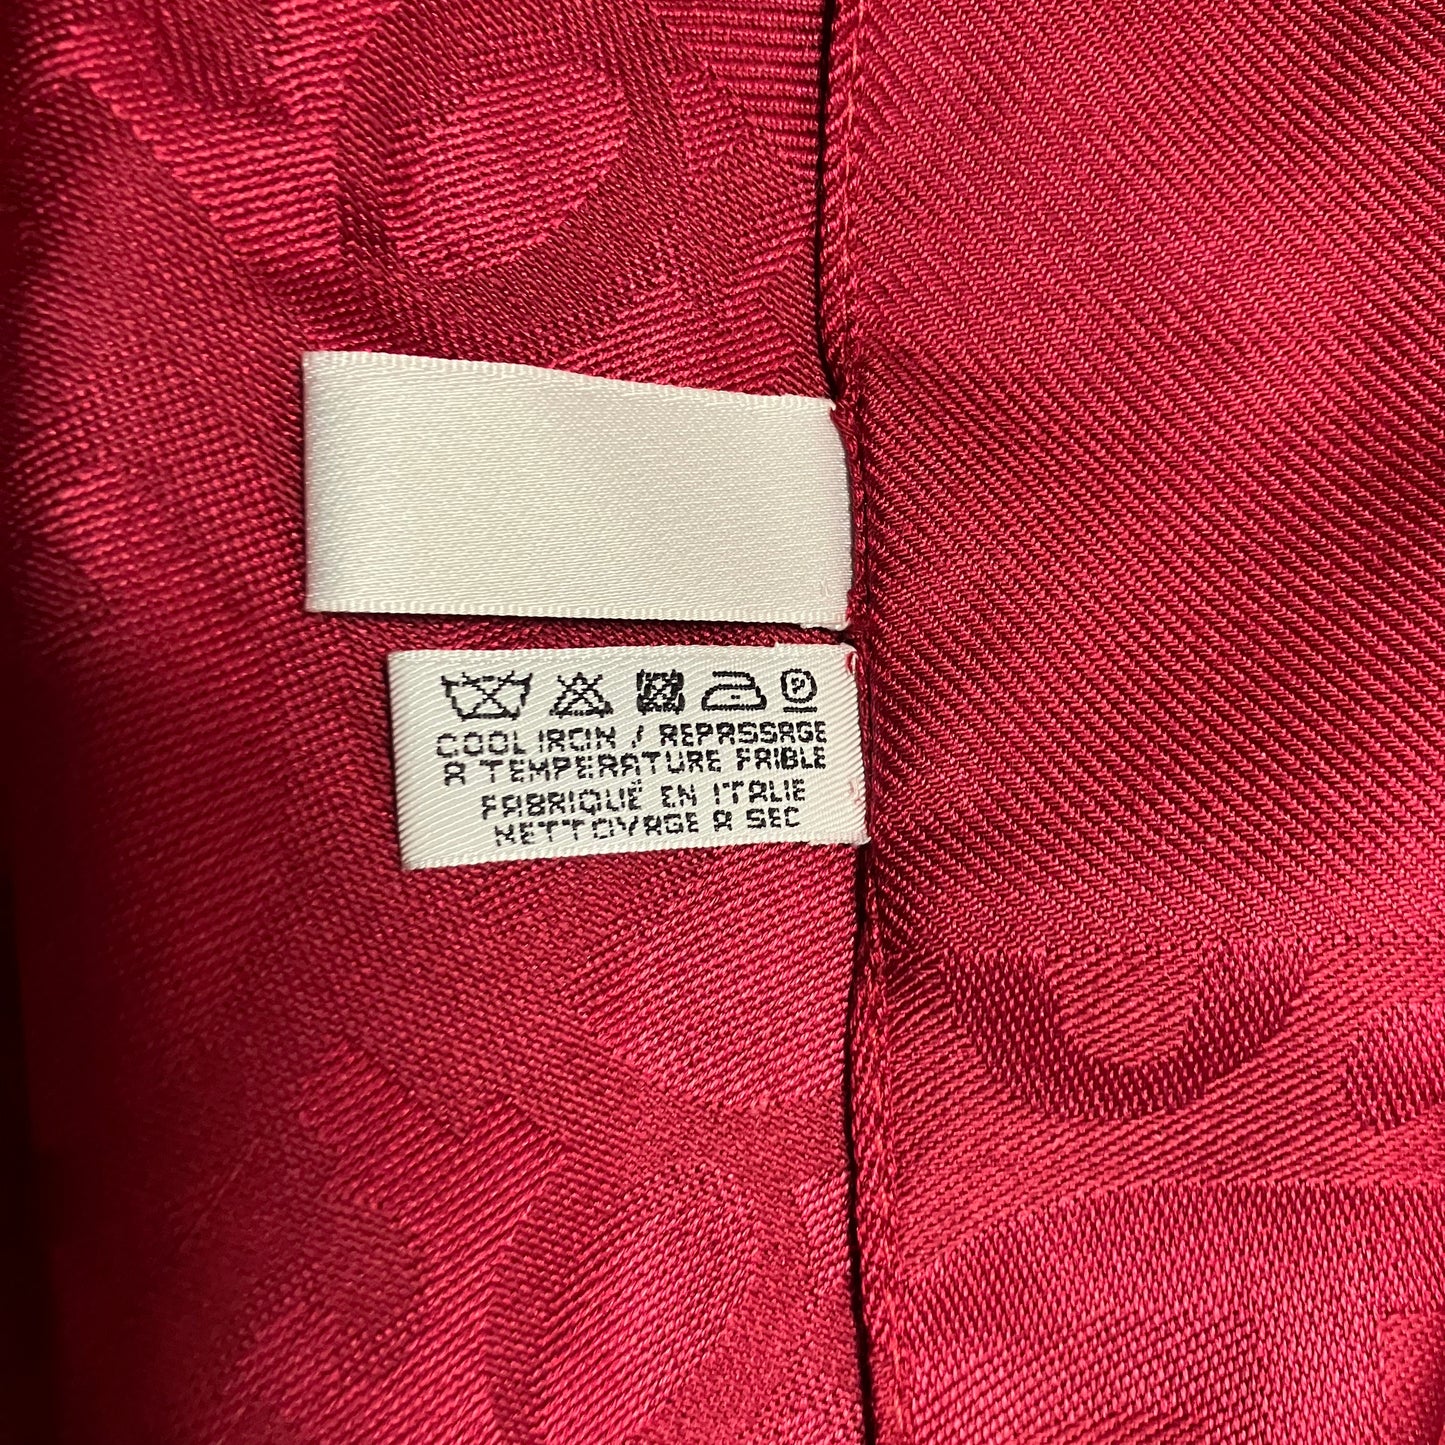 P
COOL IRON / REPASSAGE
A TEMPERATURE FAIBLE
FABRIQUÉ EN ITALIE
NETTOYAGE A SEC